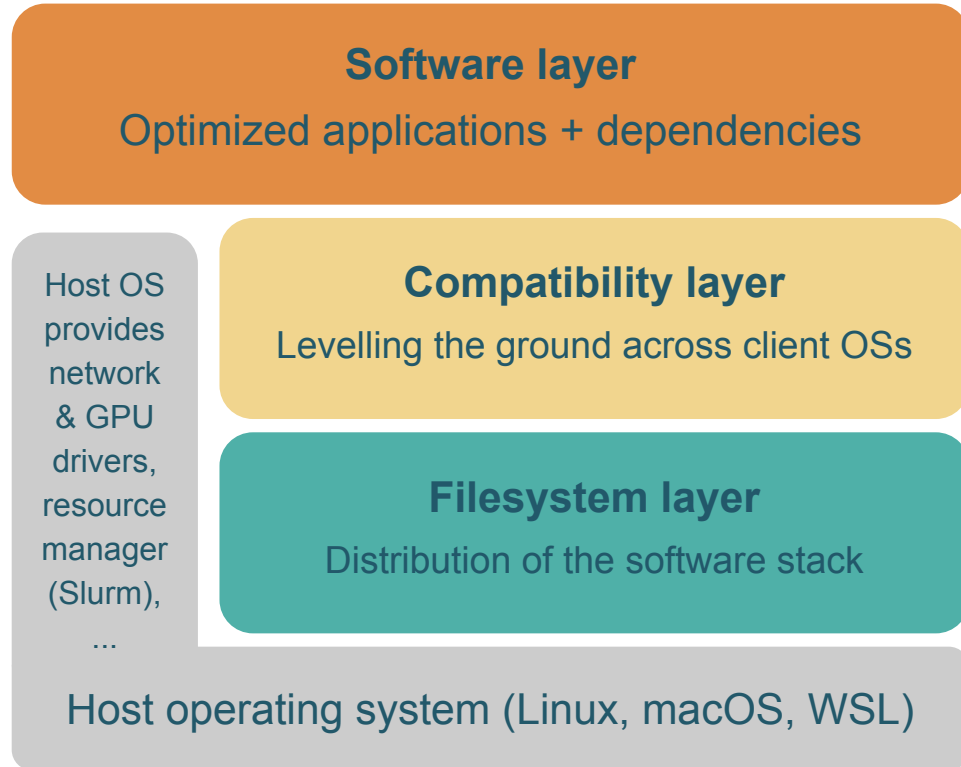 Software layer
Optimized applications + dependencies
Host OS
provides
network
& GPU
drivers,
resource
manager
(Slurm),
...
Compatibility layer
Levelling the ground across client OSs
Filesystem layer
Distribution of the software stack
Host operating system (Linux, macOS, WSL)